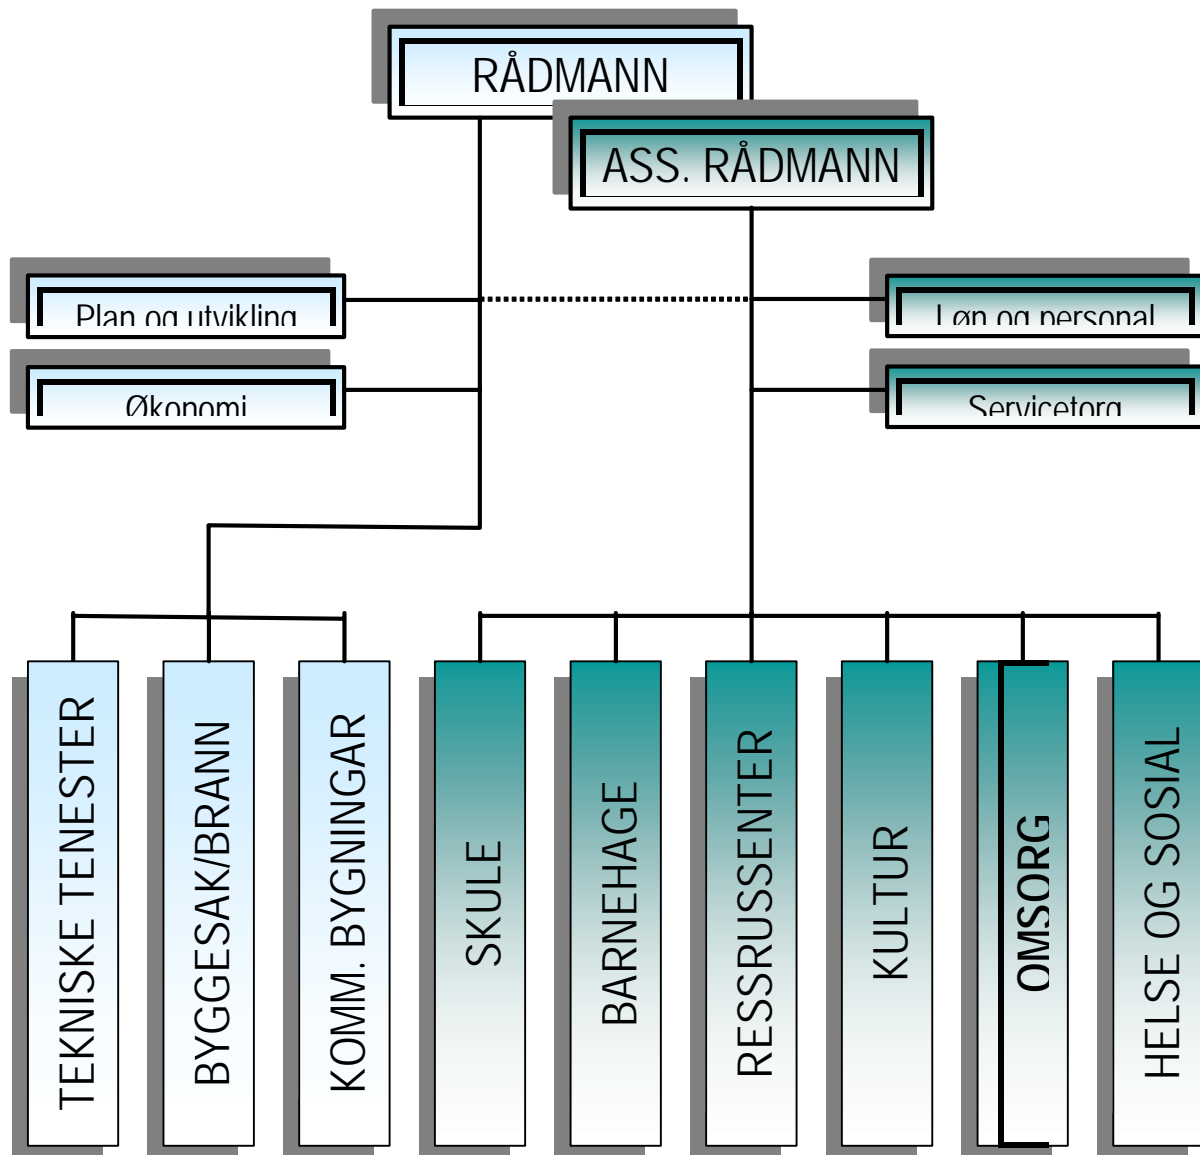 RÅDMANN
ASS. RÅDMANN
Plan og utvikling
Løn og personal
Økonomi
Servicetorg
TEKNISKE TENESTER
BYGGESAK/BRANN
KOMM. BYGNINGAR
SKULE
BARNEHAGE
RESSRUSSENTER
KULTUR
OMSORG
HELSE OG SOSIAL